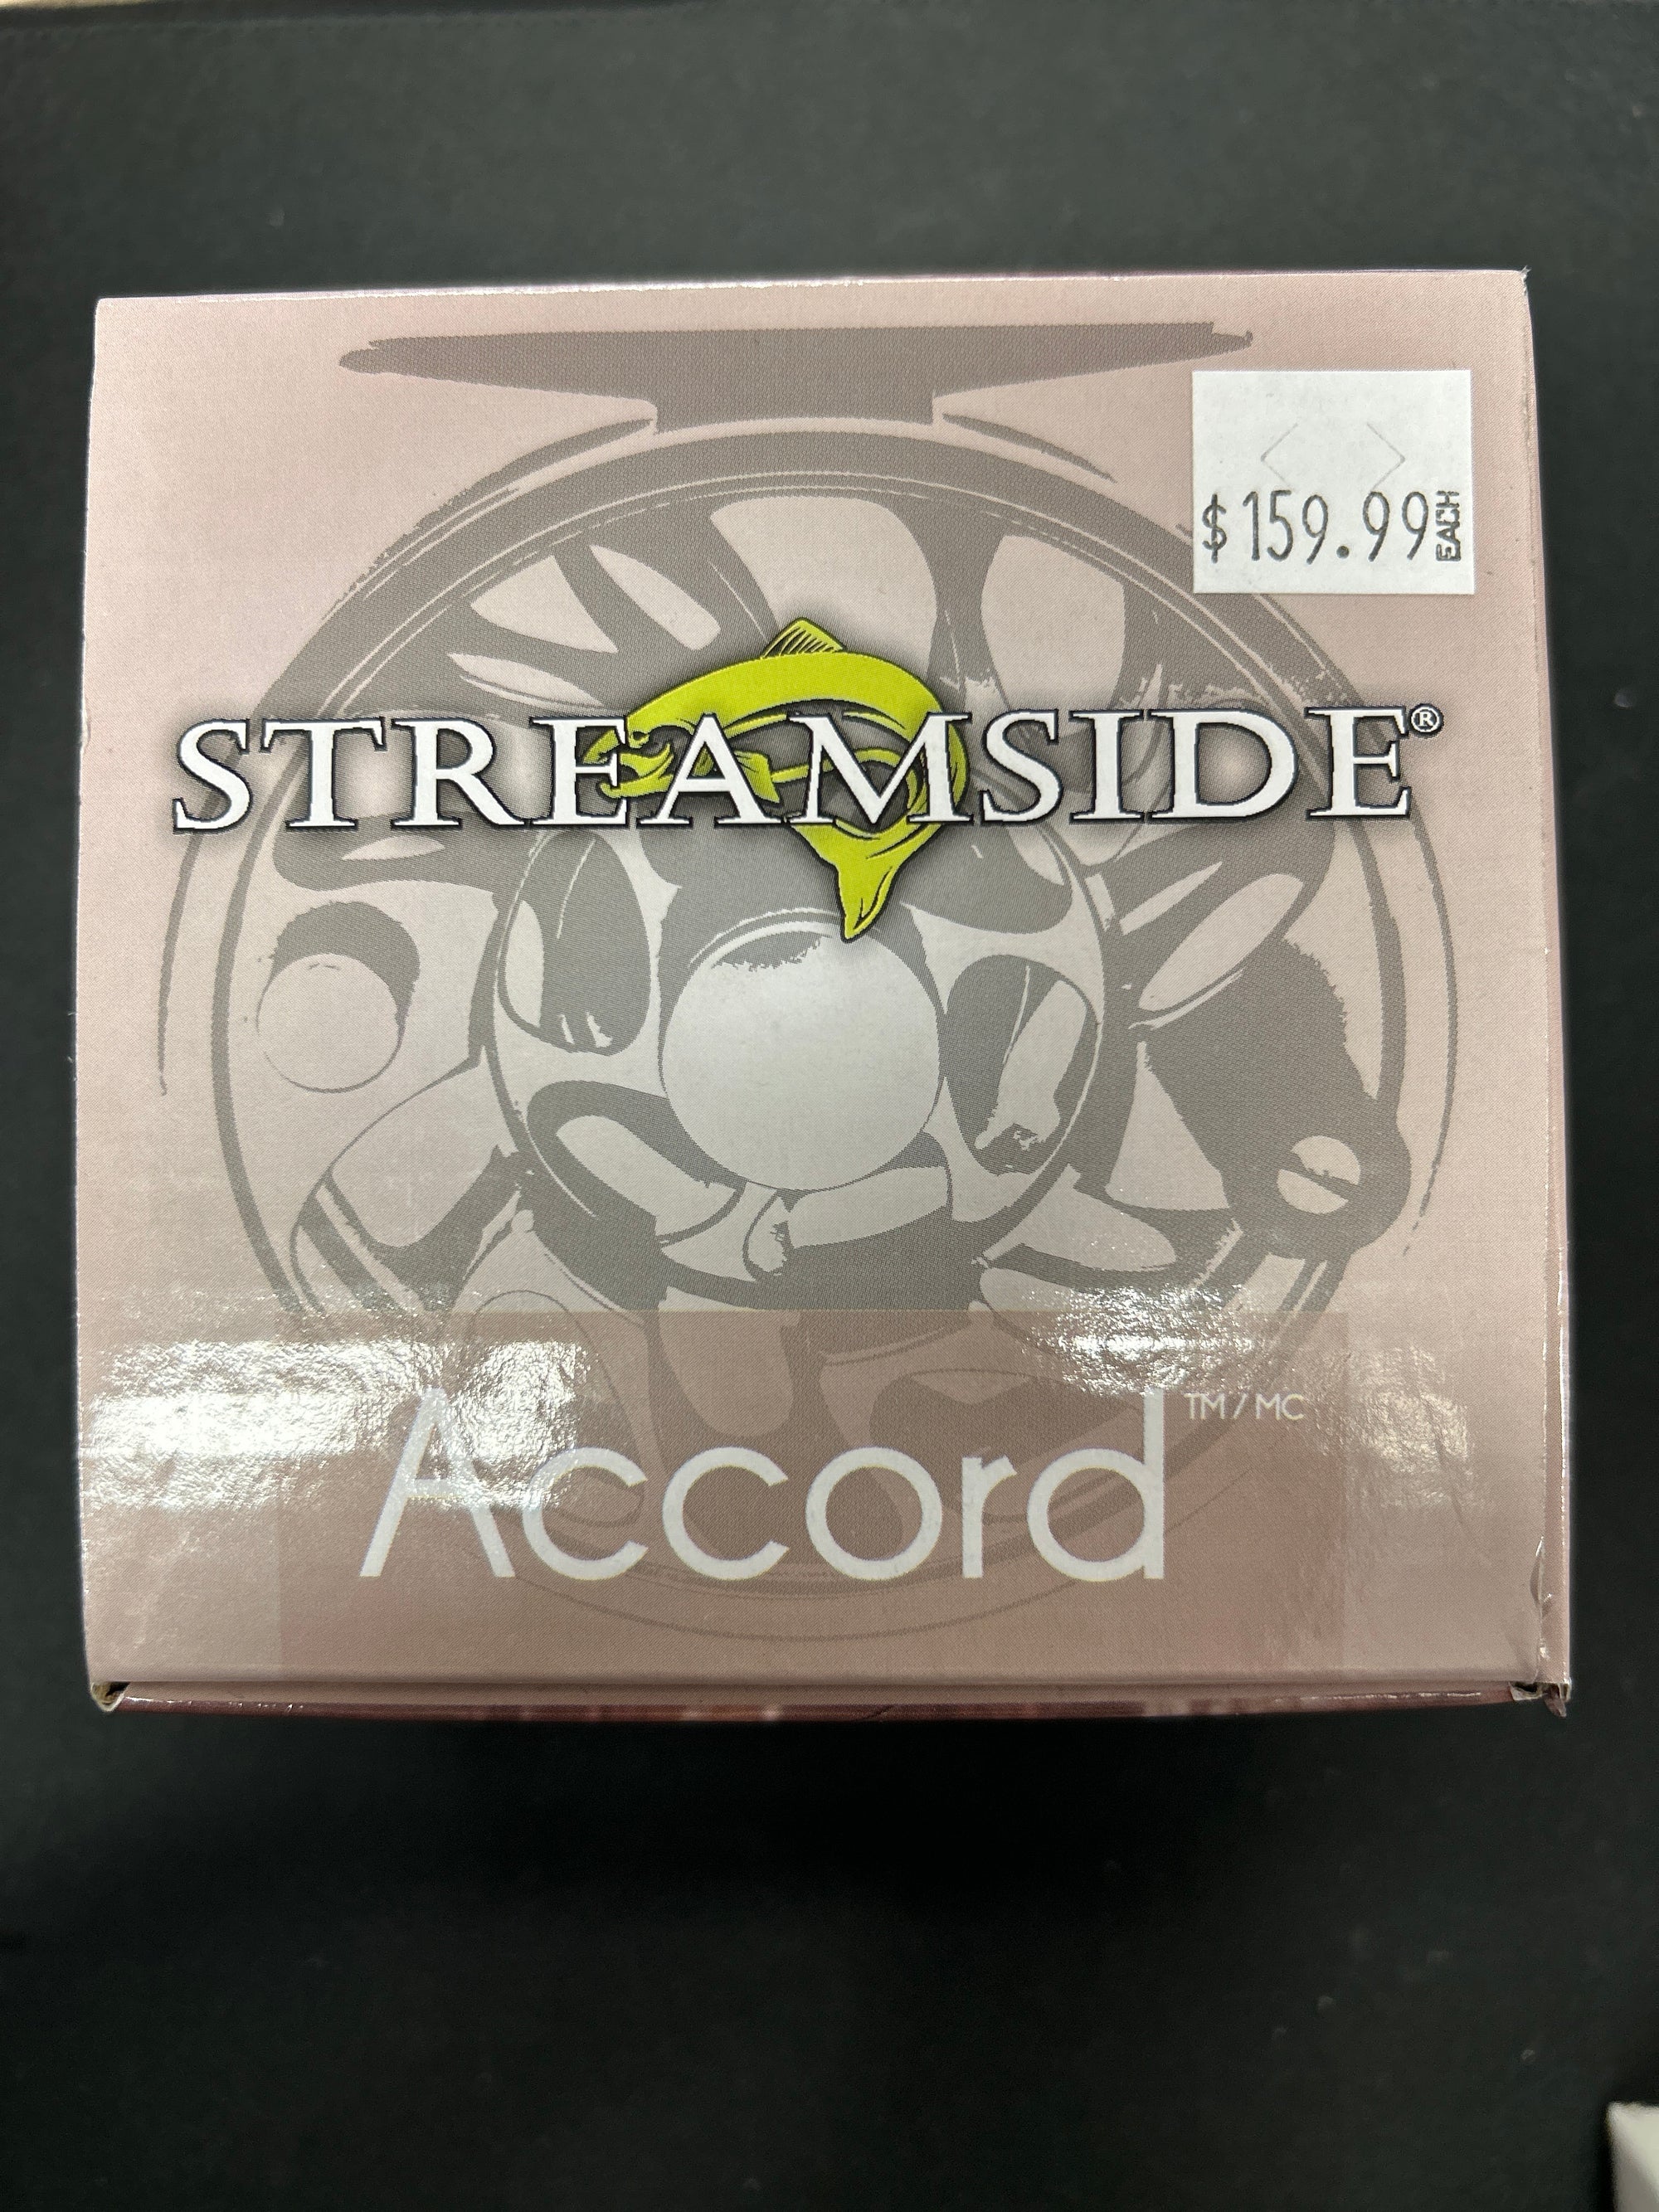 $159.99 EACH
STREAMSIDE®
Accord TM/MC